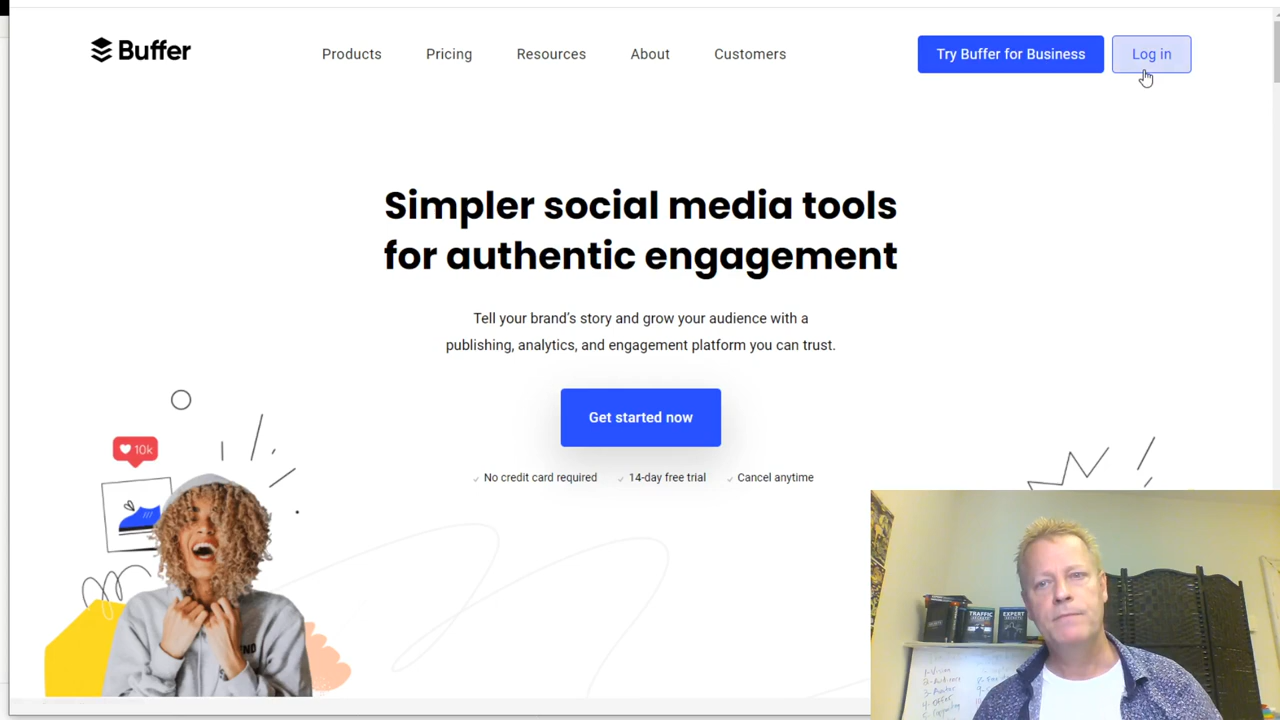 Buffer
Products
Pricing
Resources
About
Customers
Try Buffer for Business
Log in
Simpler social media tools
for authentic engagement
Tell your brand's story and grow your audience with a
publishing, analytics, and engagement platform you can trust.
Get started now
No credit card required
14-day free trial
Cancel anytime
10k
TRAFFIC
EXPERT
1-Vision